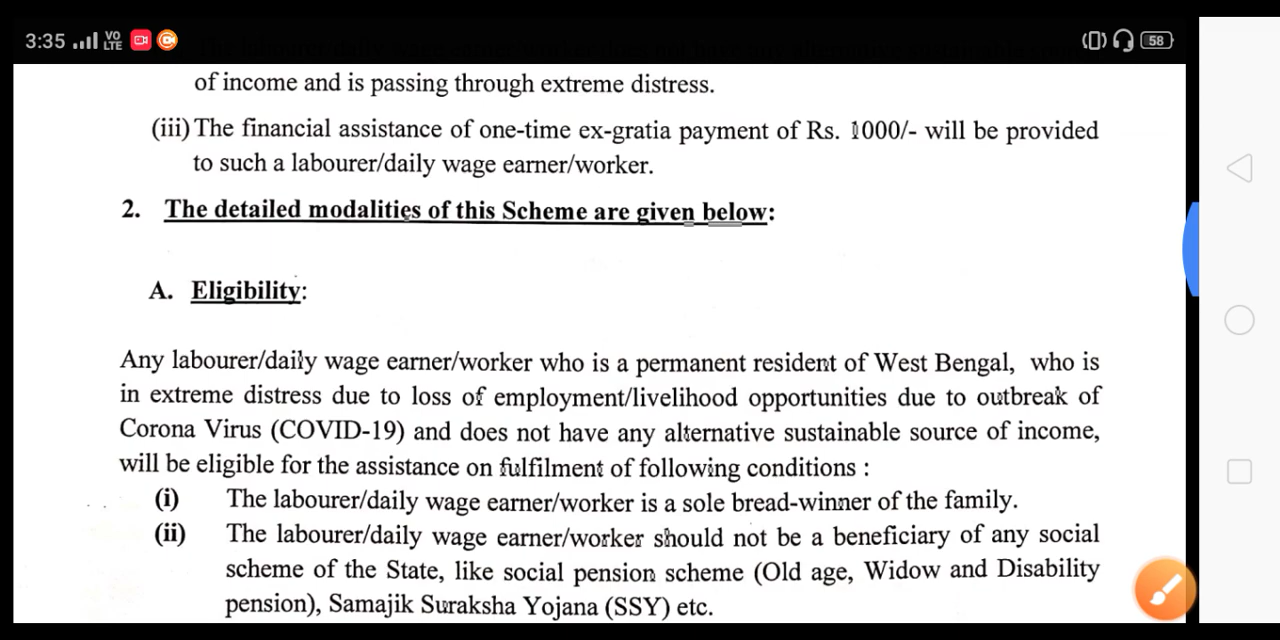 3:35 VO LTE 58
of income and is passing through extreme distress.
(iii) The financial assistance of one-time ex-gratia payment of Rs. 1000/- will be provided
to such a labourer/daily wage earner/worker.
2. The detailed modalities of this Scheme are given below:
A. Eligibility:
Any labourer/daily wage earner/worker who is a permanent resident of West Bengal, who is
in extreme distress due to loss of employment/livelihood opportunities due to outbreak of
Corona Virus (COVID-19) and does not have any alternative sustainable source of income,
will be eligible for the assistance on fulfilment of following conditions :
(i) The labourer/daily wage earner/worker is a sole bread-winner of the family.
(ii) The labourer/daily wage earner/worker should not be a beneficiary of any social
scheme of the State, like social pension scheme (Old age, Widow and Disability
pension), Samajik Suraksha Yojana (SSY) etc.